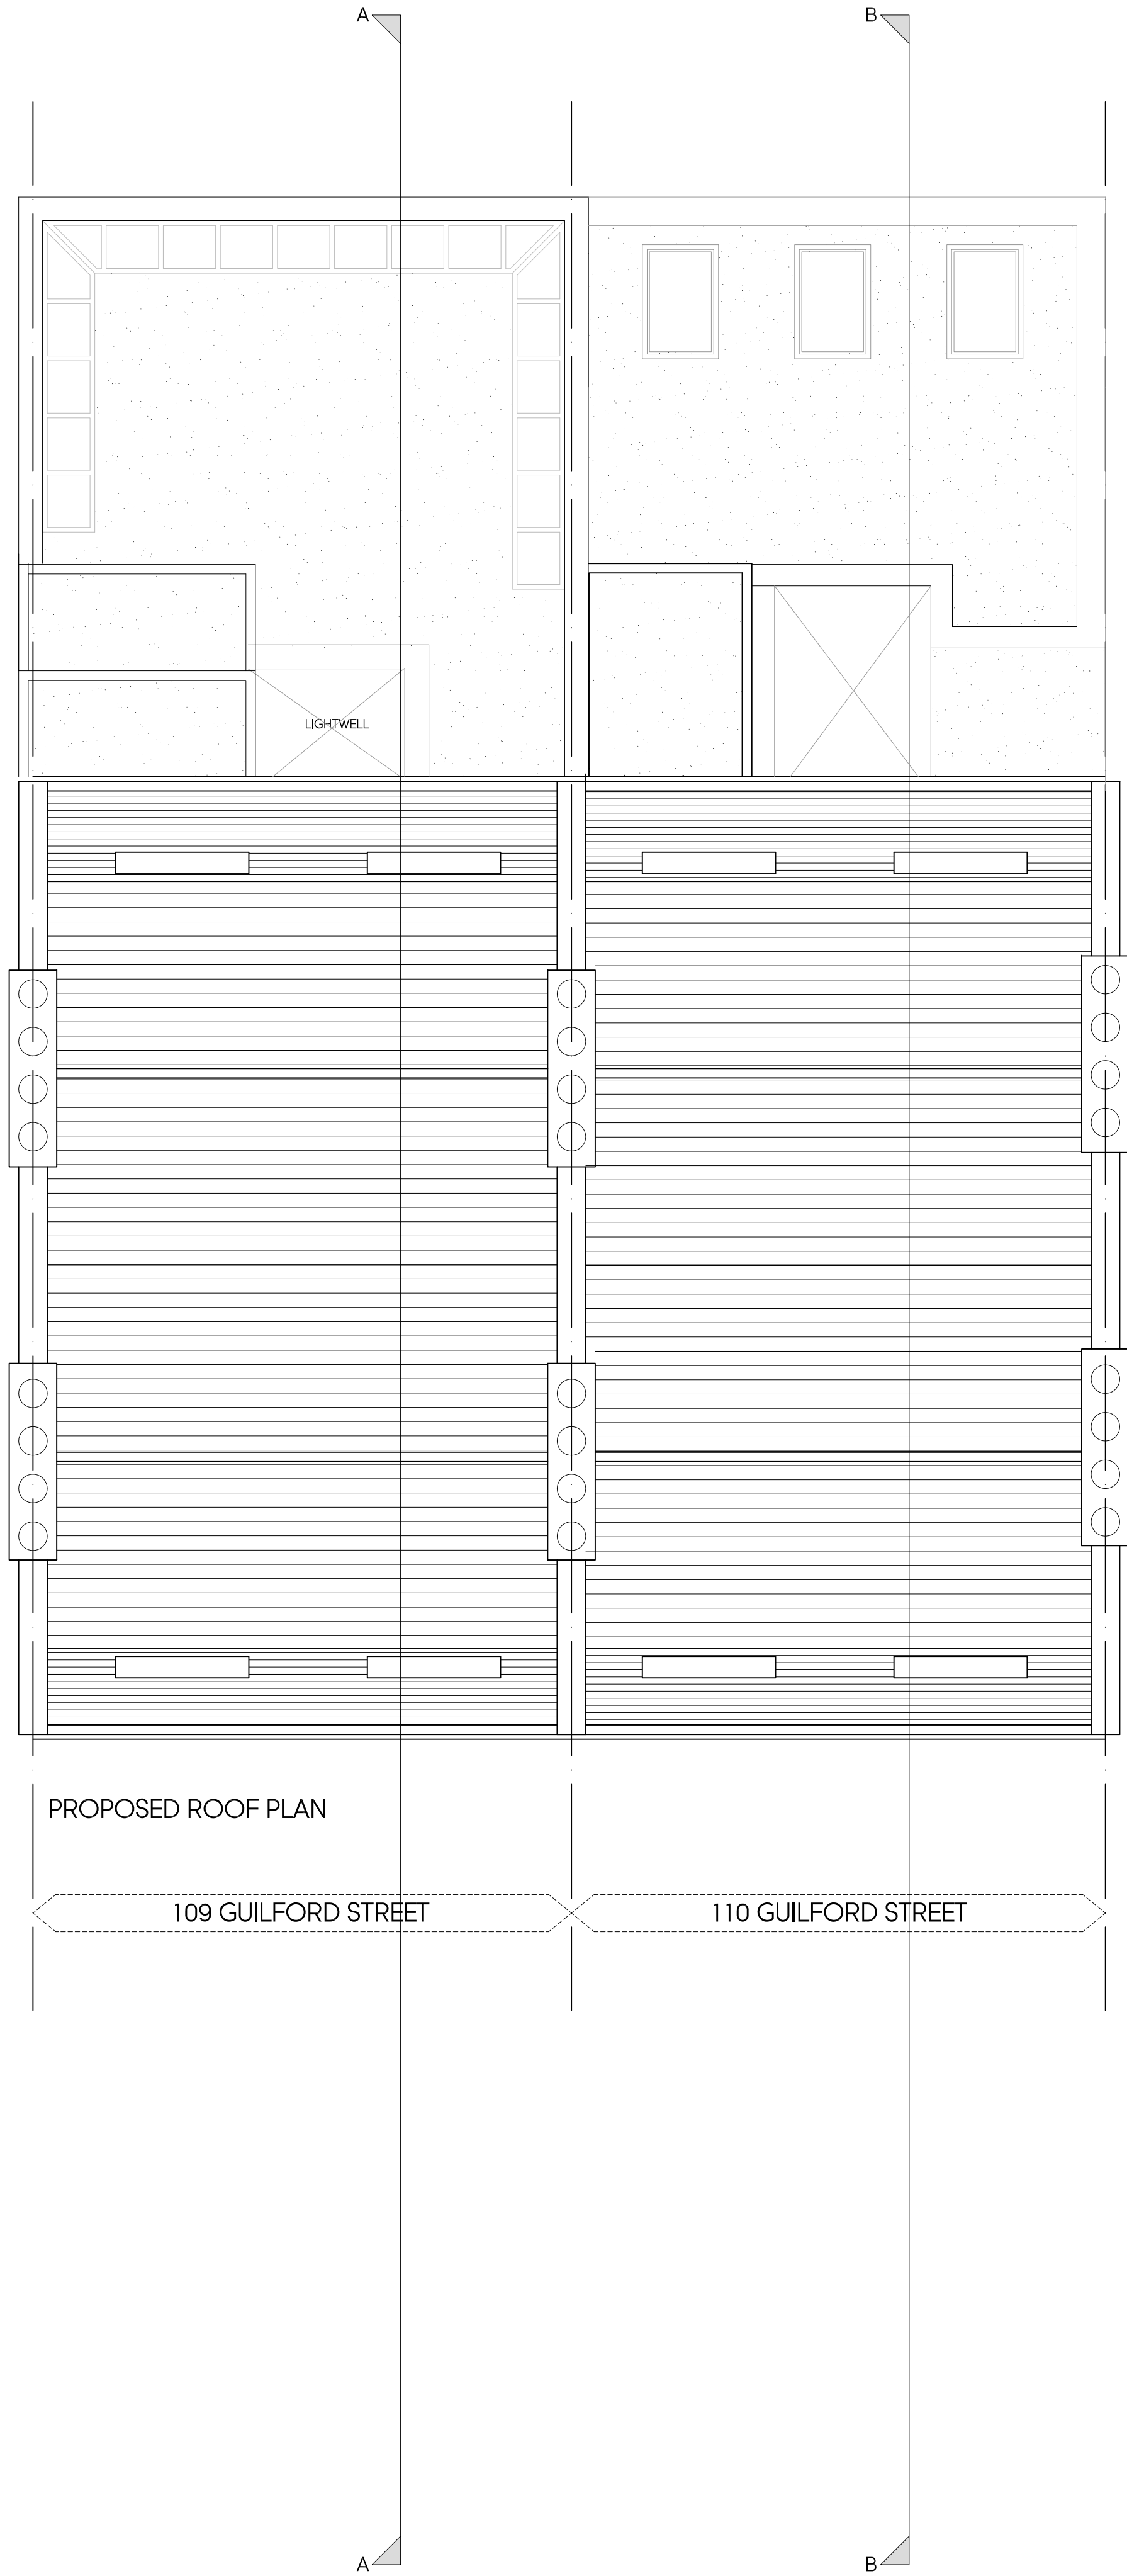 A
B
LIGHTWELL
PROPOSED ROOF PLAN
109 GUILFORD STREET
110 GUILFORD STREET
A
B